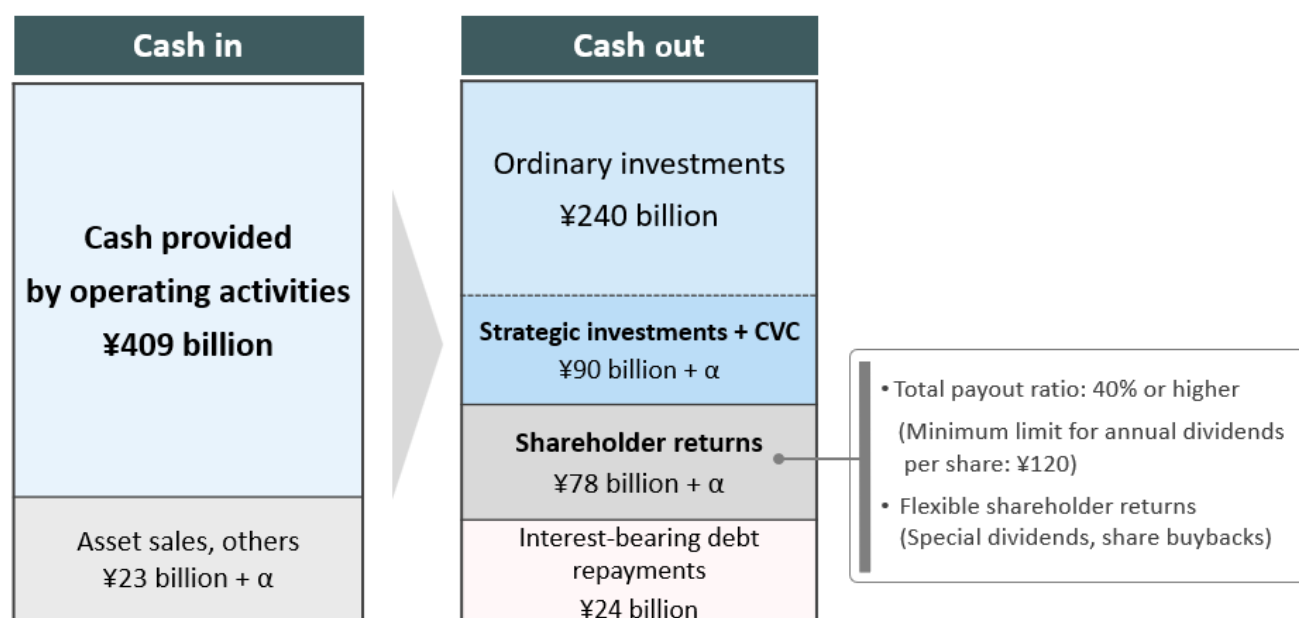 Cash in
Cash provided
by operating activities
¥409 billion
Asset sales, others
¥23 billion + α
Cash out
Ordinary investments
¥240 billion
Strategic investments + CVC
¥90 billion + α
Shareholder returns
¥78 billion + α
Interest-bearing debt
repayments
¥24 billion
• Total payout ratio: 40% or higher
(Minimum limit for annual dividends
per share: ¥120)
• Flexible shareholder returns
(Special dividends, share buybacks)